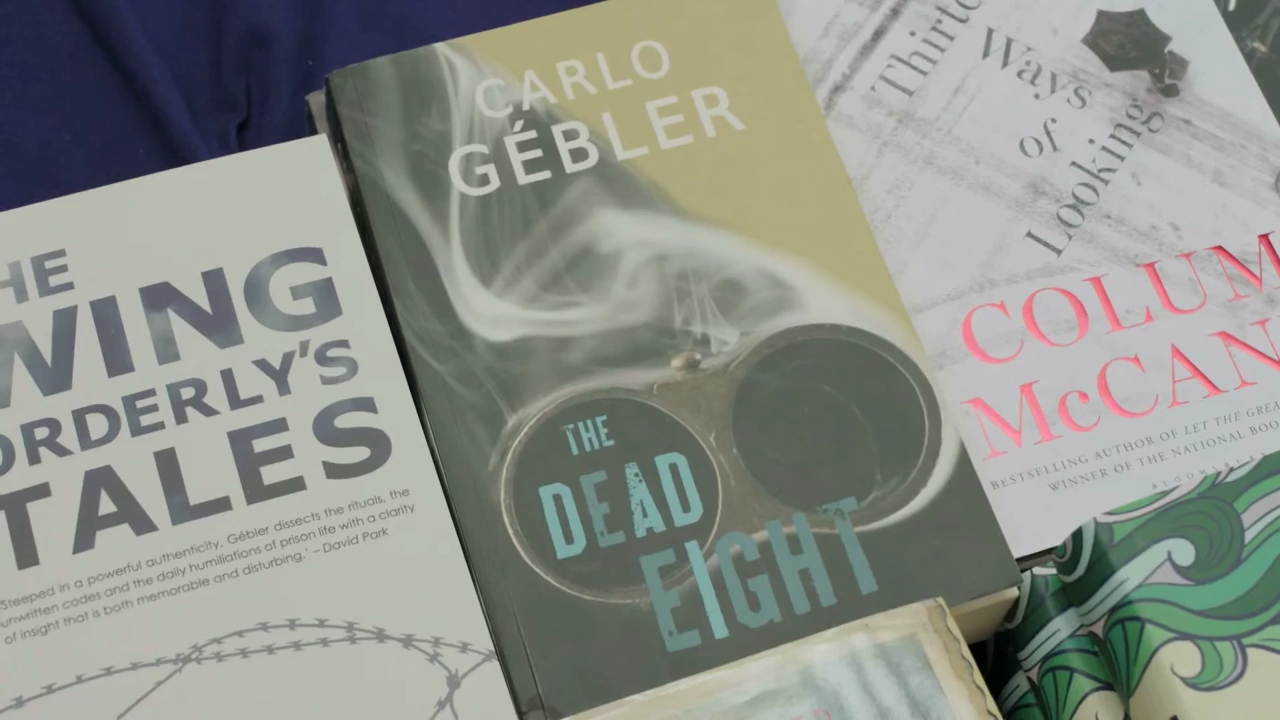 HE
WING
ORDERLY'S
TALES
'Steeped in a powerful authenticity, Gébler dissects the rituals, the
unwritten codes and the daily humiliations of prison life with a clarity
of insight that is both memorable and disturbing.' – David Park
CARLO
GÉBLER
THE
DEAD
EIGHT
Thirte
Ways
of
Looking
COLUM
McCAN
BESTSELLING AUTHOR OF LET THE GREA
WINNER OF THE NATIONAL BOO
BLOOMSBURY